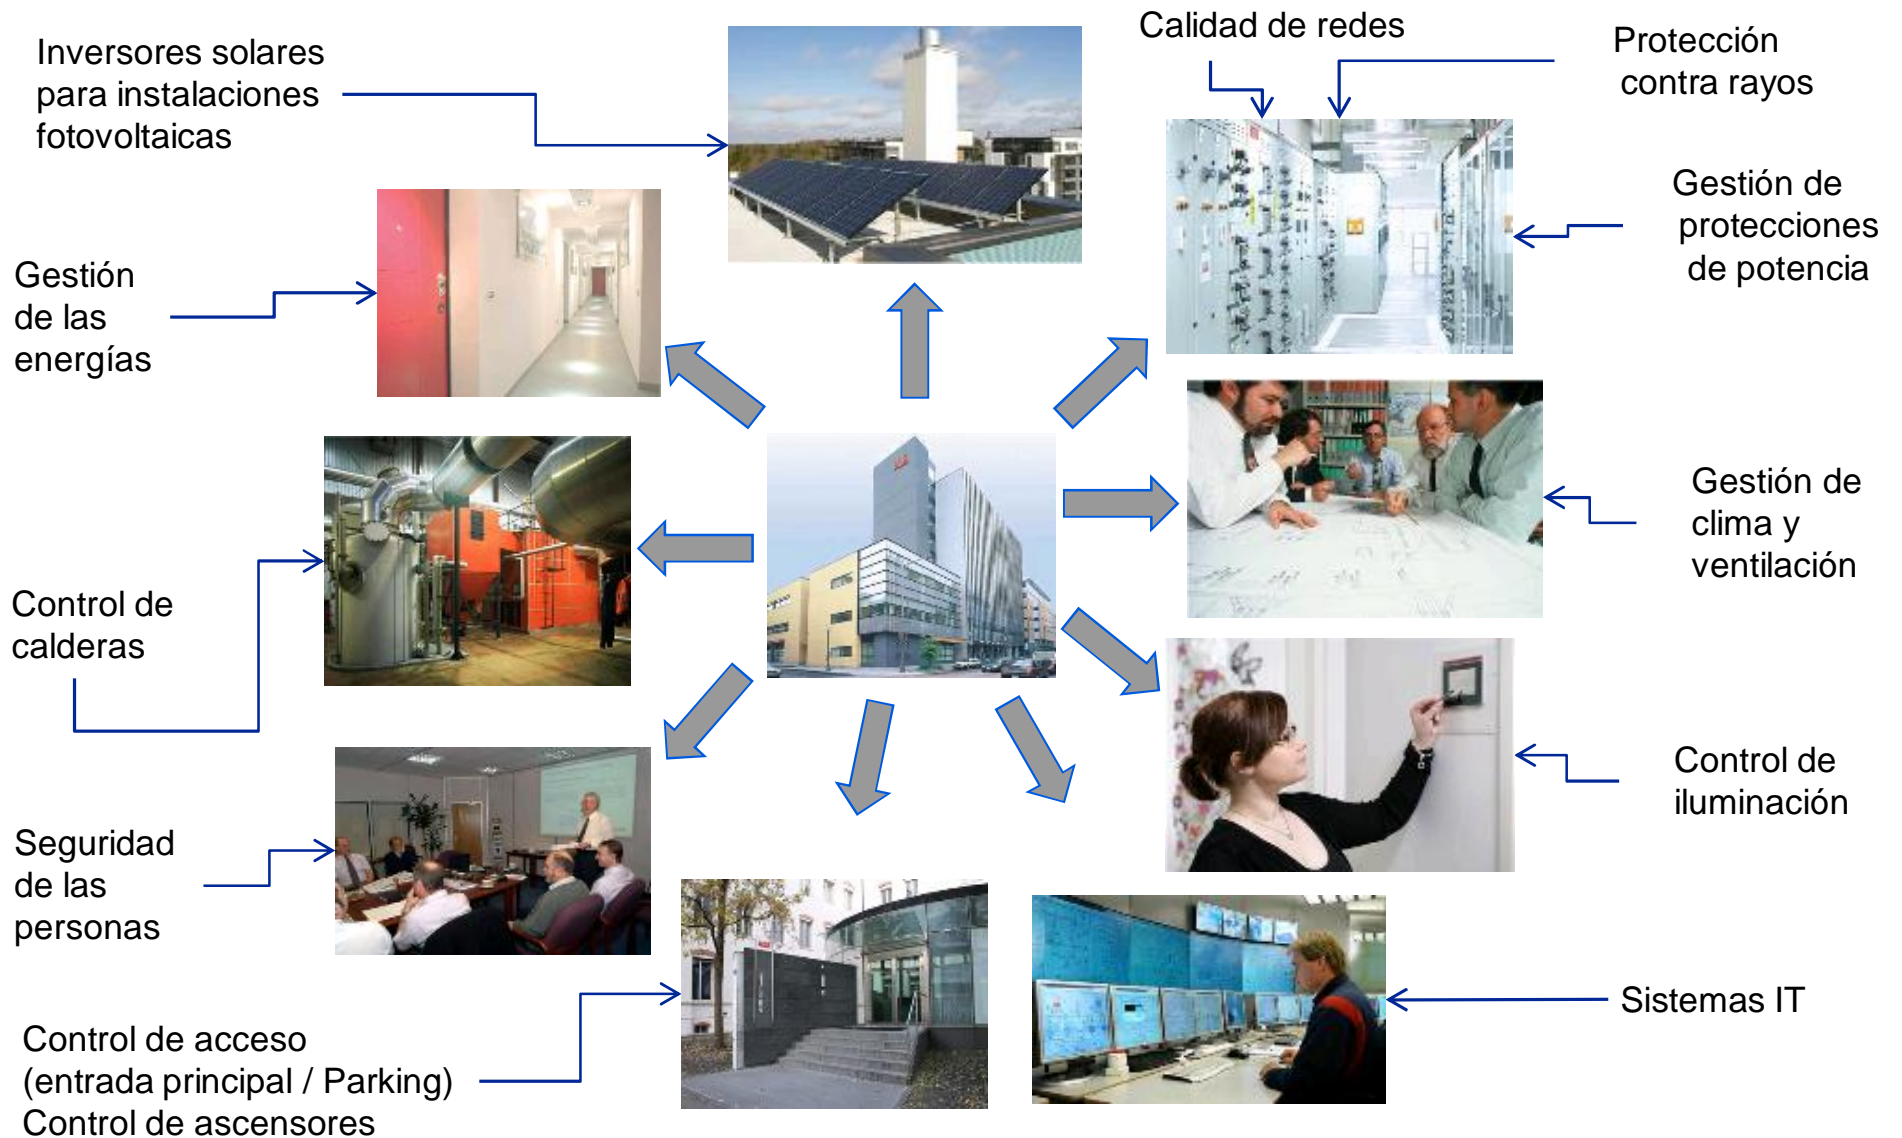 Inversores solares
para instalaciones
fotovoltaicas
Calidad de redes
Protección
contra rayos
Gestión de
protecciones
de potencia
Gestión
de las
energías
Gestión de
clima y
ventilación
Control de
calderas
Control de
iluminación
Seguridad
de las
personas
Sistemas IT
Control de acceso
(entrada principal / Parking)
Control de ascensores